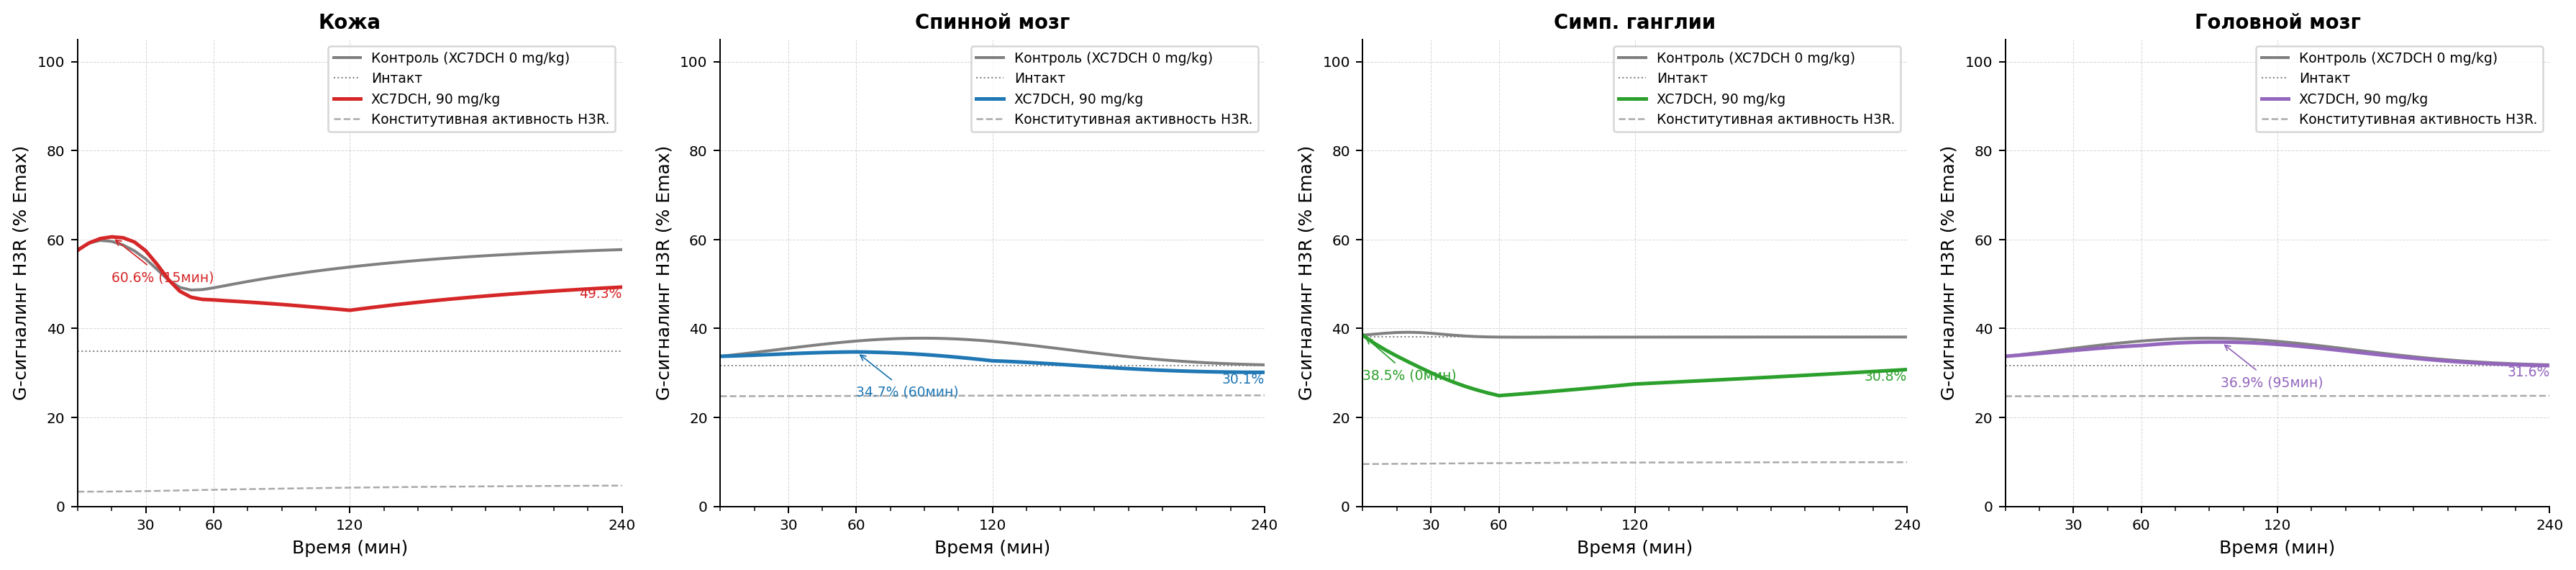 Кожа
G-сигналинг H3R (% Emax)
100
80
60
40
20
0
Контроль (XC7DCH 0 mg/kg)
Интакт
XC7DCH, 90 mg/kg
Конститутивная активность H3R.
60.6% (15мин)
49.3%
30
60
120
240
Время (мин)
Спинной мозг
G-сигналинг H3R (% Emax)
100
80
60
40
20
0
Контроль (XC7DCH 0 mg/kg)
Интакт
XC7DCH, 90 mg/kg
Конститутивная активность H3R.
34.7% (60мин)
30.1%
30
60
120
240
Время (мин)
Симп. ганглии
G-сигналинг H3R (% Emax)
100
80
60
40
20
0
Контроль (XC7DCH 0 mg/kg)
Интакт
XC7DCH, 90 mg/kg
Конститутивная активность H3R.
38.5% (0мин)
30.8%
30
60
120
240
Время (мин)
Головной мозг
G-сигналинг H3R (% Emax)
100
80
60
40
20
0
Контроль (XC7DCH 0 mg/kg)
Интакт
XC7DCH, 90 mg/kg
Конститутивная активность H3R.
36.9% (95мин)
31.6%
30
60
120
240
Время (мин)